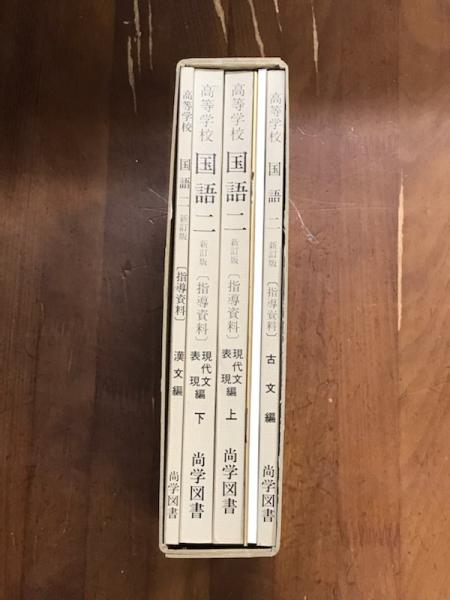 高等学校
国語二
新訂版
〔指導資料〕
古文編
尚学図書
高等学校
国語二
新訂版
〔指導資料〕
現代文編
表現
上
尚学図書
高等学校
国語二
新訂版
〔指導資料〕
現代文編
表現
下
尚学図書
高等学校
国語二
新訂版
〔指導資料〕
漢文編
尚学図書